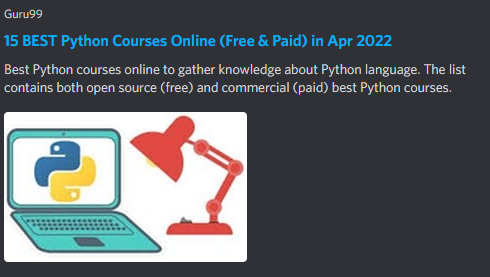 Guru99
15 BEST Python Courses Online (Free & Paid) in Apr 2022
Best Python courses online to gather knowledge about Python language. The list
contains both open source (free) and commercial (paid) best Python courses.